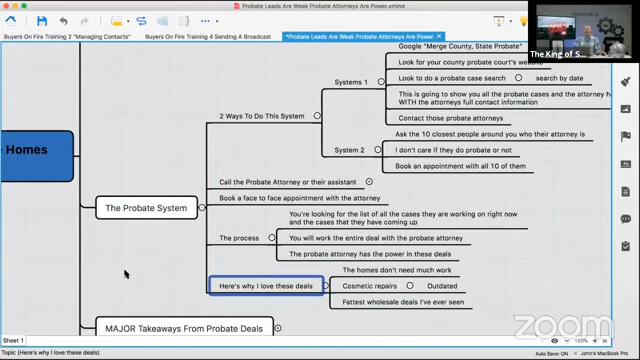 Probate Leads Are Weak Probate Attorneys Are Power.xmind
Buyers On Fire Training 2 "Managing Contacts"
Buyers On Fire Training 4 Sending A Broadcast
*Probate Leads Are Weak Probate Attorneys Are Power
The King of S...
Google "Merge County, State Probate"
Look for your county probate court's website
Systems 1
Look to do a probate case search
search by date
This is going to show you all the probate cases and the attorney
WITH the attorneys full contact information
2 Ways To Do This System
Contact those probate attorneys
e Homes
Ask the 10 closest people around you who their attorney is
System 2
I don't care if they do probate or not
Book an appointment with all 10 of them
Call the Probate Attorney or their assistant
Book a face to face appointment with the attorney
The Probate System
You're looking for the list of all the cases they are working on right now
and the cases that they have coming up
The process
You will work the entire deal with the probate attorney
The probate attorney has the power in these deals
The homes don't need much work
Here's why I love these deals
Cosmetic repairs
Outdated
Fattest wholesale deals I've ever seen
MAJOR Takeaways From Probate Deals
zoom
Sheet 1
150%
Topic (Here's why I love these deals)
Auto Save: ON
John's MacBook Pro